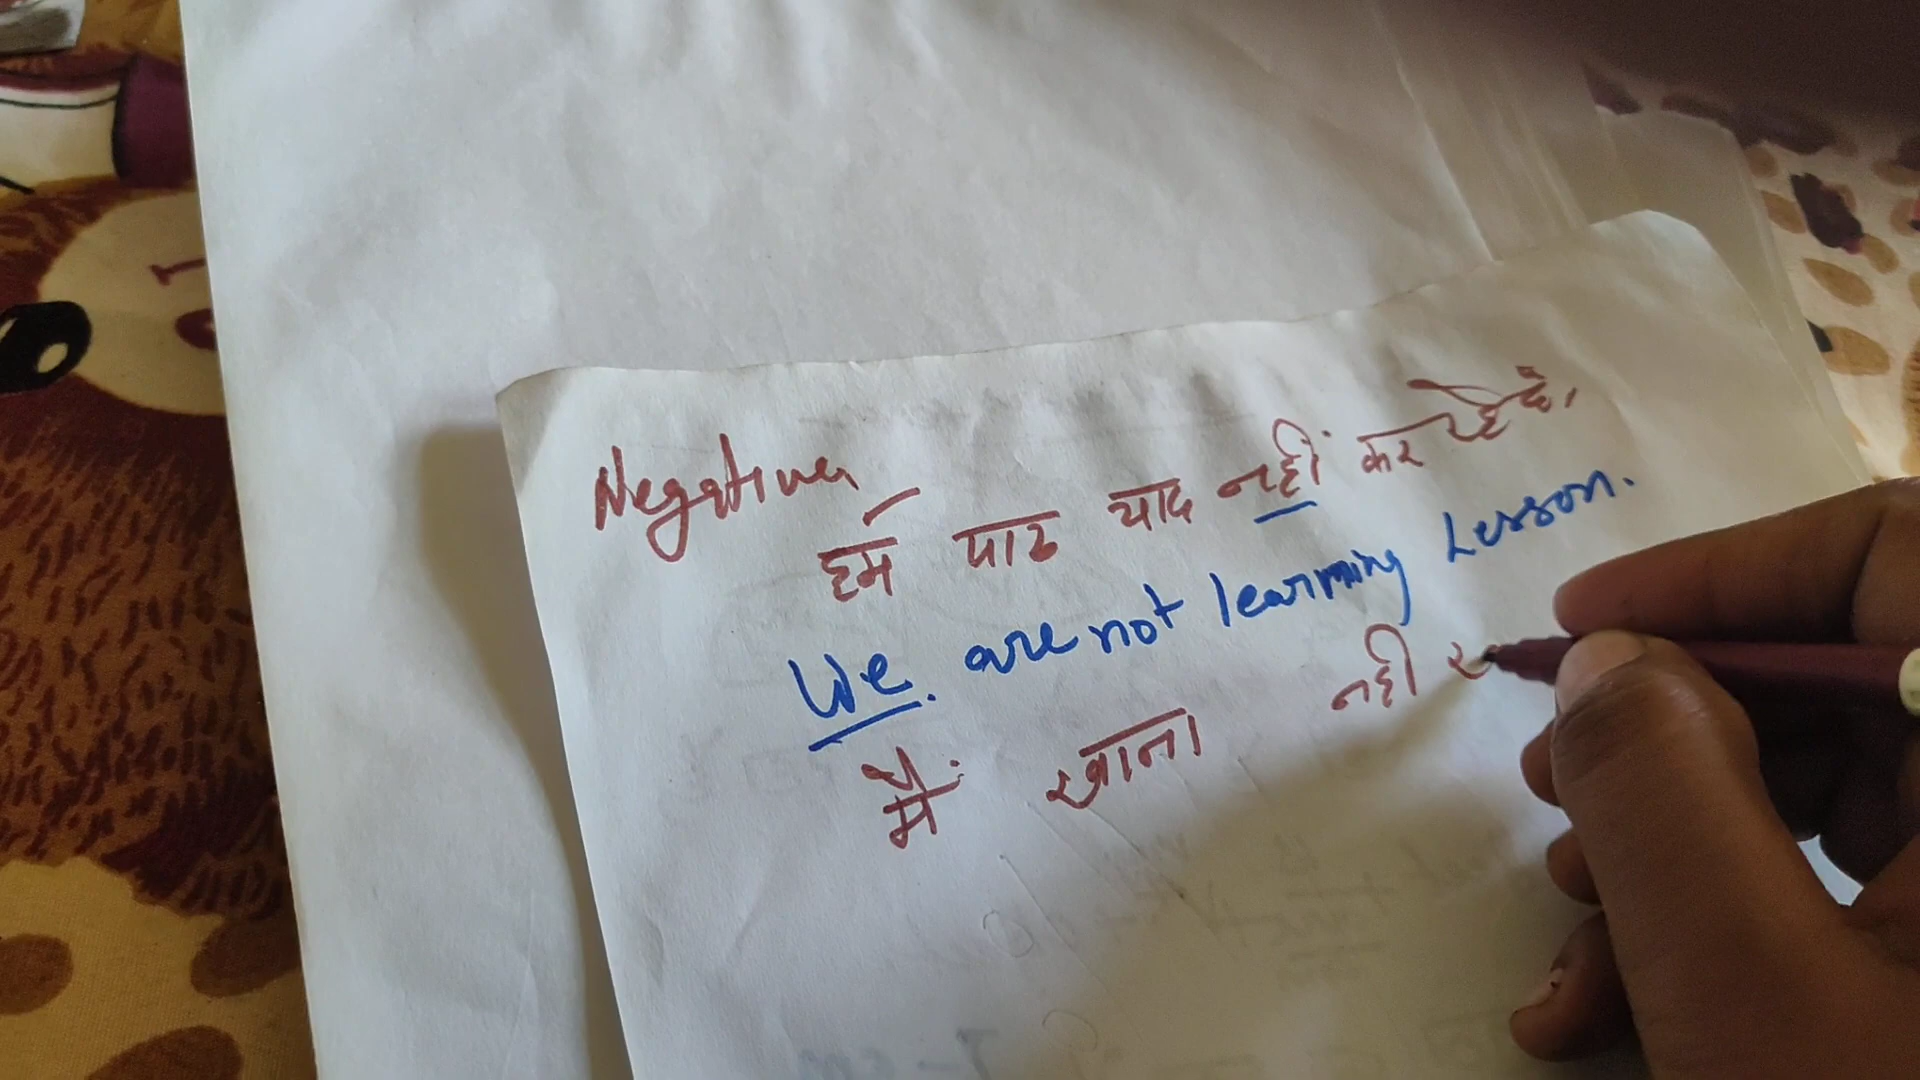 Negative
हम पाठ याद नहीं कर रहे है,
We. are not learning Lesson.
मैं खाना नहीं